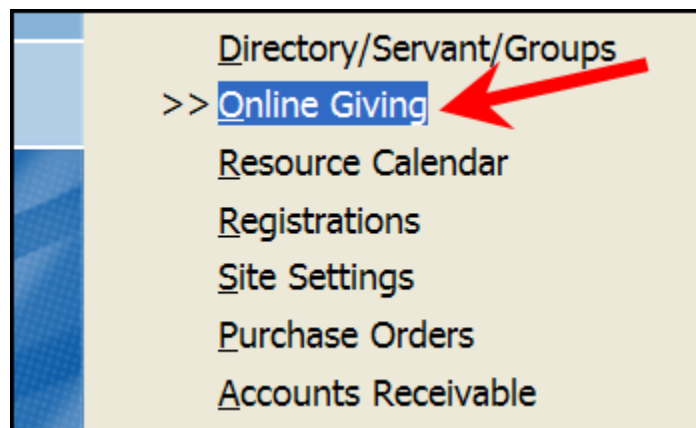 Directory/Servant/Groups
>> Online Giving
Resource Calendar
Registrations
Site Settings
Purchase Orders
Accounts Receivable